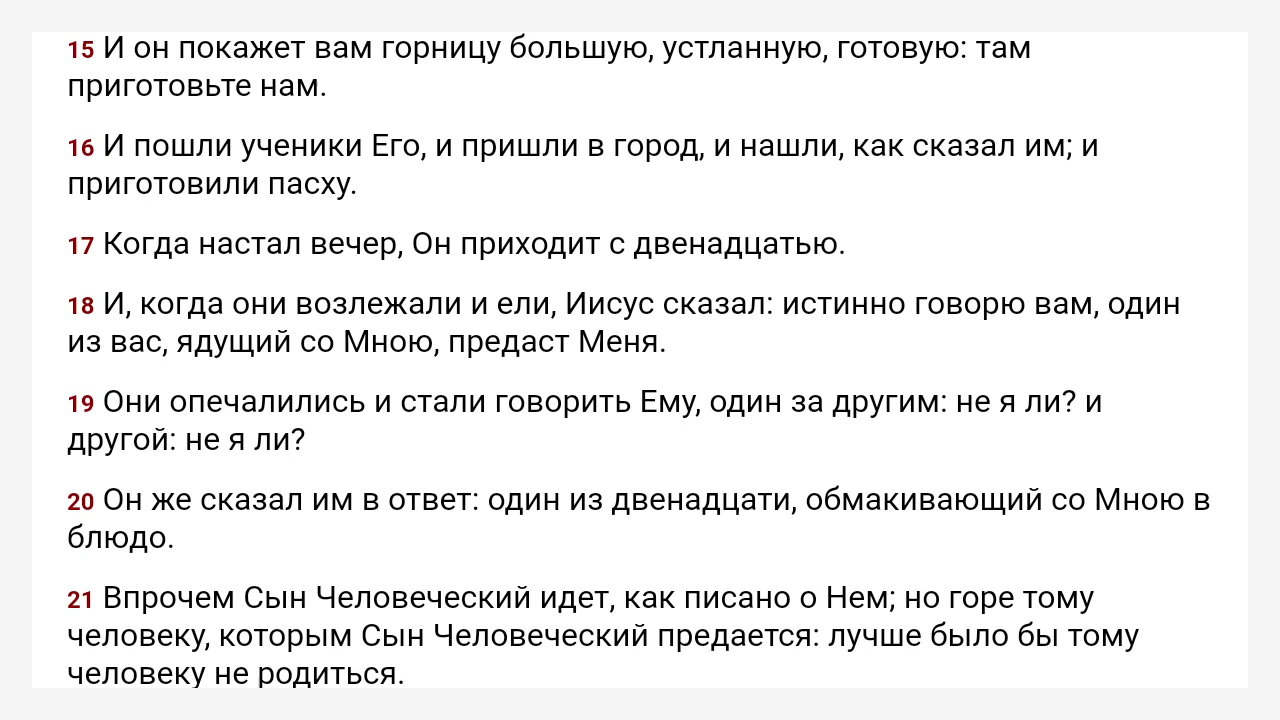 15 И он покажет вам горницу большую, устланную, готовую: там
приготовьте нам.
16 И пошли ученики Его, и пришли в город, и нашли, как сказал им; и
приготовили пасху.
17 Когда настал вечер, Он приходит с двенадцатью.
18 И, когда они возлежали и ели, Иисус сказал: истинно говорю вам, один
из вас, ядущий со Мною, предаст Меня.
19 Они опечалились и стали говорить Ему, один за другим: не я ли? и
другой: не я ли?
20 Он же сказал им в ответ: один из двенадцати, обмакивающий со Мною в
блюдо.
21 Впрочем Сын Человеческий идет, как писано о Нем; но горе тому
человеку, которым Сын Человеческий предается: лучше было бы тому
человеку не родиться.